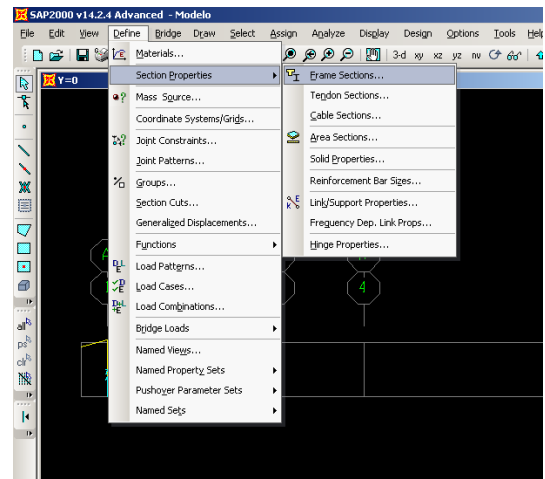 SAP2000 v14.2.4 Advanced - Modelo
File Edit View Define Bridge Draw Select Assign Analyze Display Design Options Tools Help
3-d xy xz yz nv
Y=0
Materials...
Section Properties
Mass Source...
Coordinate Systems/Grids...
Joint Constraints...
Joint Patterns...
Groups...
Section Cuts...
Generalized Displacements...
Functions
Load Patterns...
Load Cases...
Load Combinations...
Bridge Loads
Named Views...
Named Property Sets
Pushover Parameter Sets
Named Sets
Frame Sections...
Tendon Sections...
Cable Sections...
Area Sections...
Solid Properties...
Reinforcement Bar Sizes...
Link/Support Properties...
Frequency Dep. Link Props...
Hinge Properties...
4
all
ps
clr